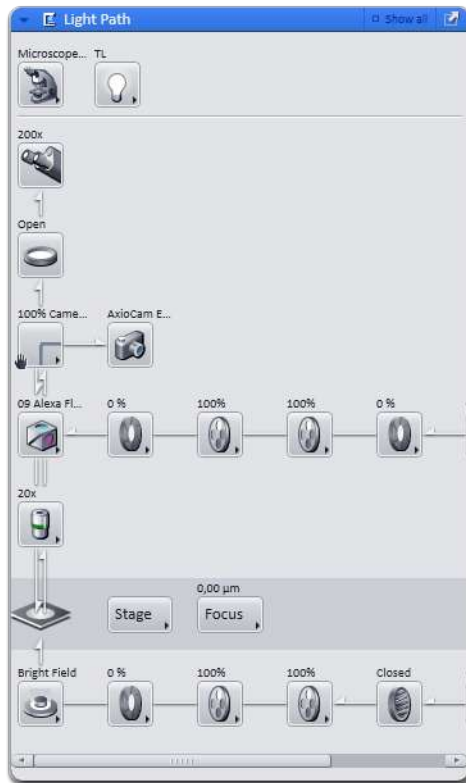 Light Path
Show all
Microscope... TL
200x
Open
100% Came... AxioCam E...
09 Alexa Fl... 0 % 100% 100% 0 %
20x
0,00 µm
Stage Focus
Bright Field 0 % 100% 100% Closed